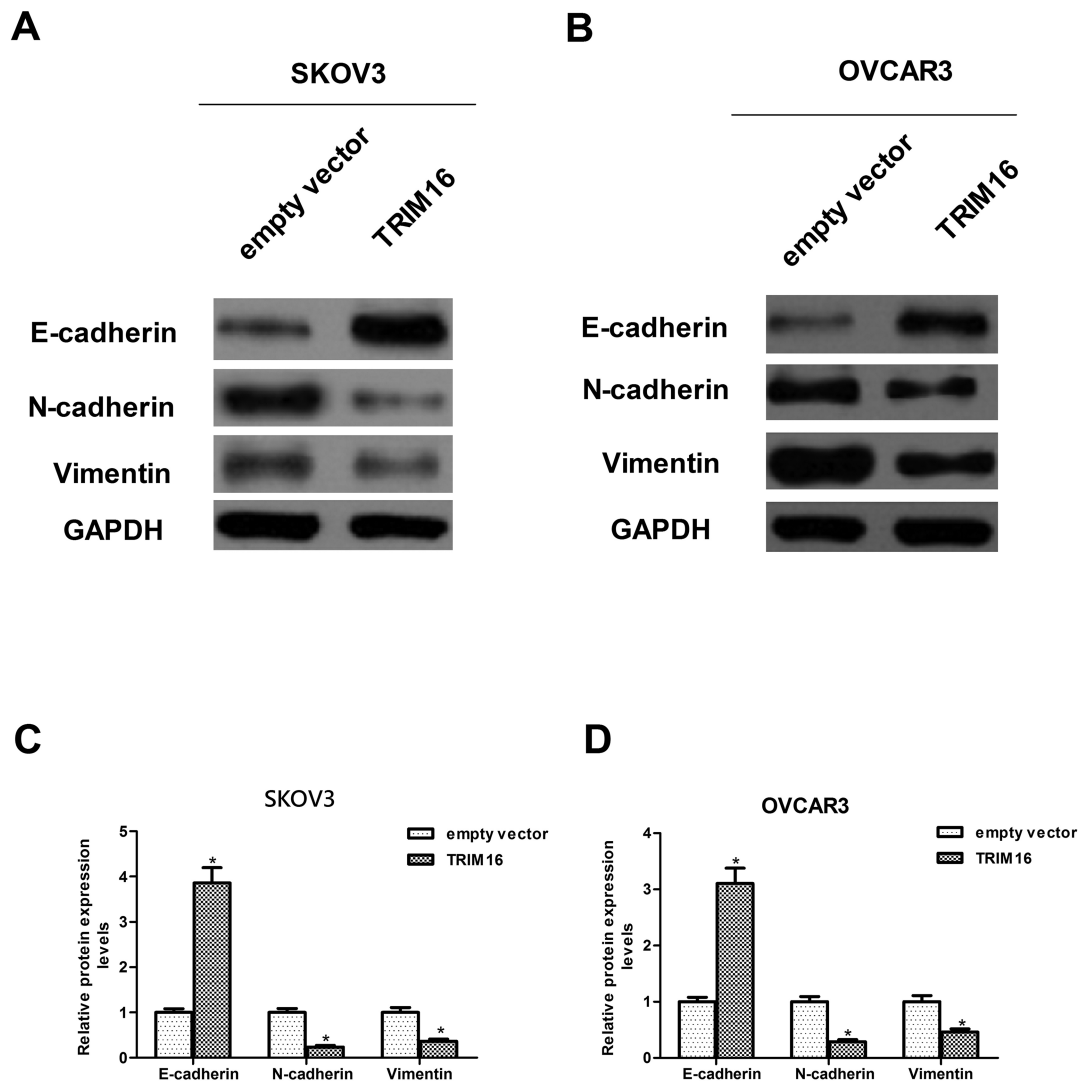 A
SKOV3
empty vector
TRIM16
E-cadherin
N-cadherin
Vimentin
GAPDH
B
OVCAR3
empty vector
TRIM16
E-cadherin
N-cadherin
Vimentin
GAPDH
C
SKOV3
empty vector
TRIM16
Relative protein expression
levels
5
4
3
2
1
0
*
*
*
E-cadherin
N-cadherin
Vimentin
D
OVCAR3
empty vector
TRIM16
Relative protein expression
levels
4
3
2
1
0
*
*
*
E-cadherin
N-cadherin
Vimentin